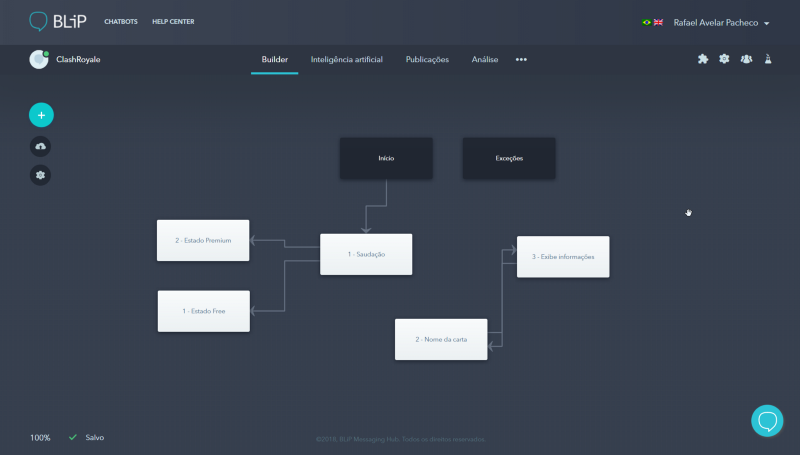 BLiP
CHATBOTS
HELP CENTER
Rafael Avelar Pacheco
ClashRoyale
Builder
Inteligência artificial
Publicações
Análise
Início
Exceções
2 - Estado Premium
1 - Saudação
3 - Exibe informações
1 - Estado Free
2 - Nome da carta
100%
Salvo
©2018, BLiP Messaging Hub. Todos os direitos reservados.